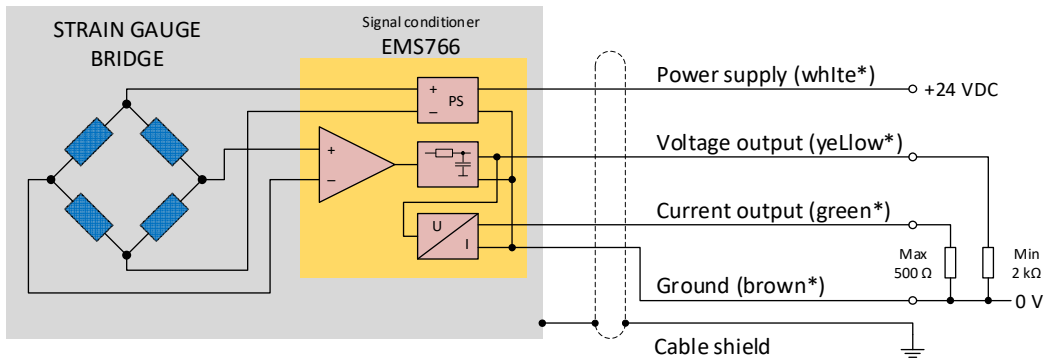 STRAIN GAUGE
BRIDGE
Signal conditioner
EMS766
+
−
PS
+
−
U
I
Power supply (whIte*)
+24 VDC
Voltage output (yeLlow*)
Current output (green*)
Max
500 Ω
Min
2 kΩ
Ground (brown*)
0 V
Cable shield